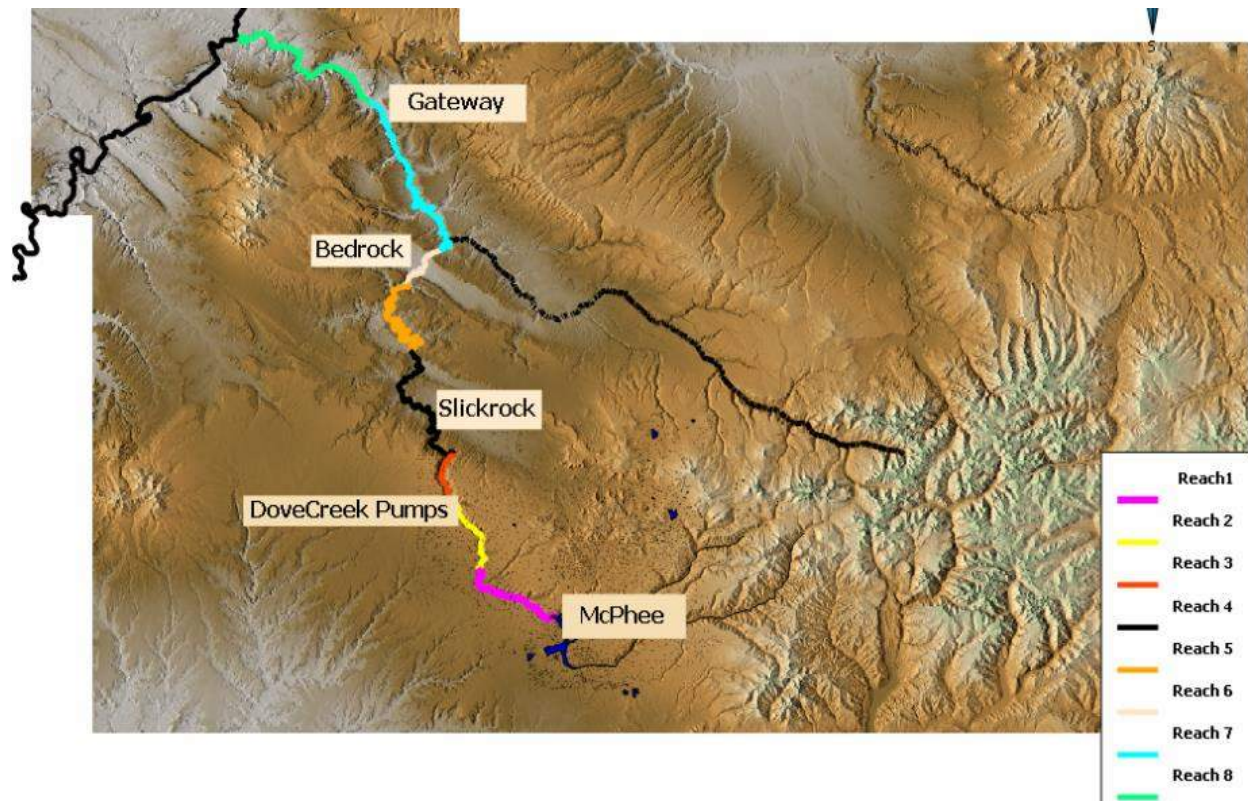 S
Gateway
Bedrock
Slickrock
DoveCreek Pumps
McPhee
Reach1
Reach 2
Reach 3
Reach 4
Reach 5
Reach 6
Reach 7
Reach 8